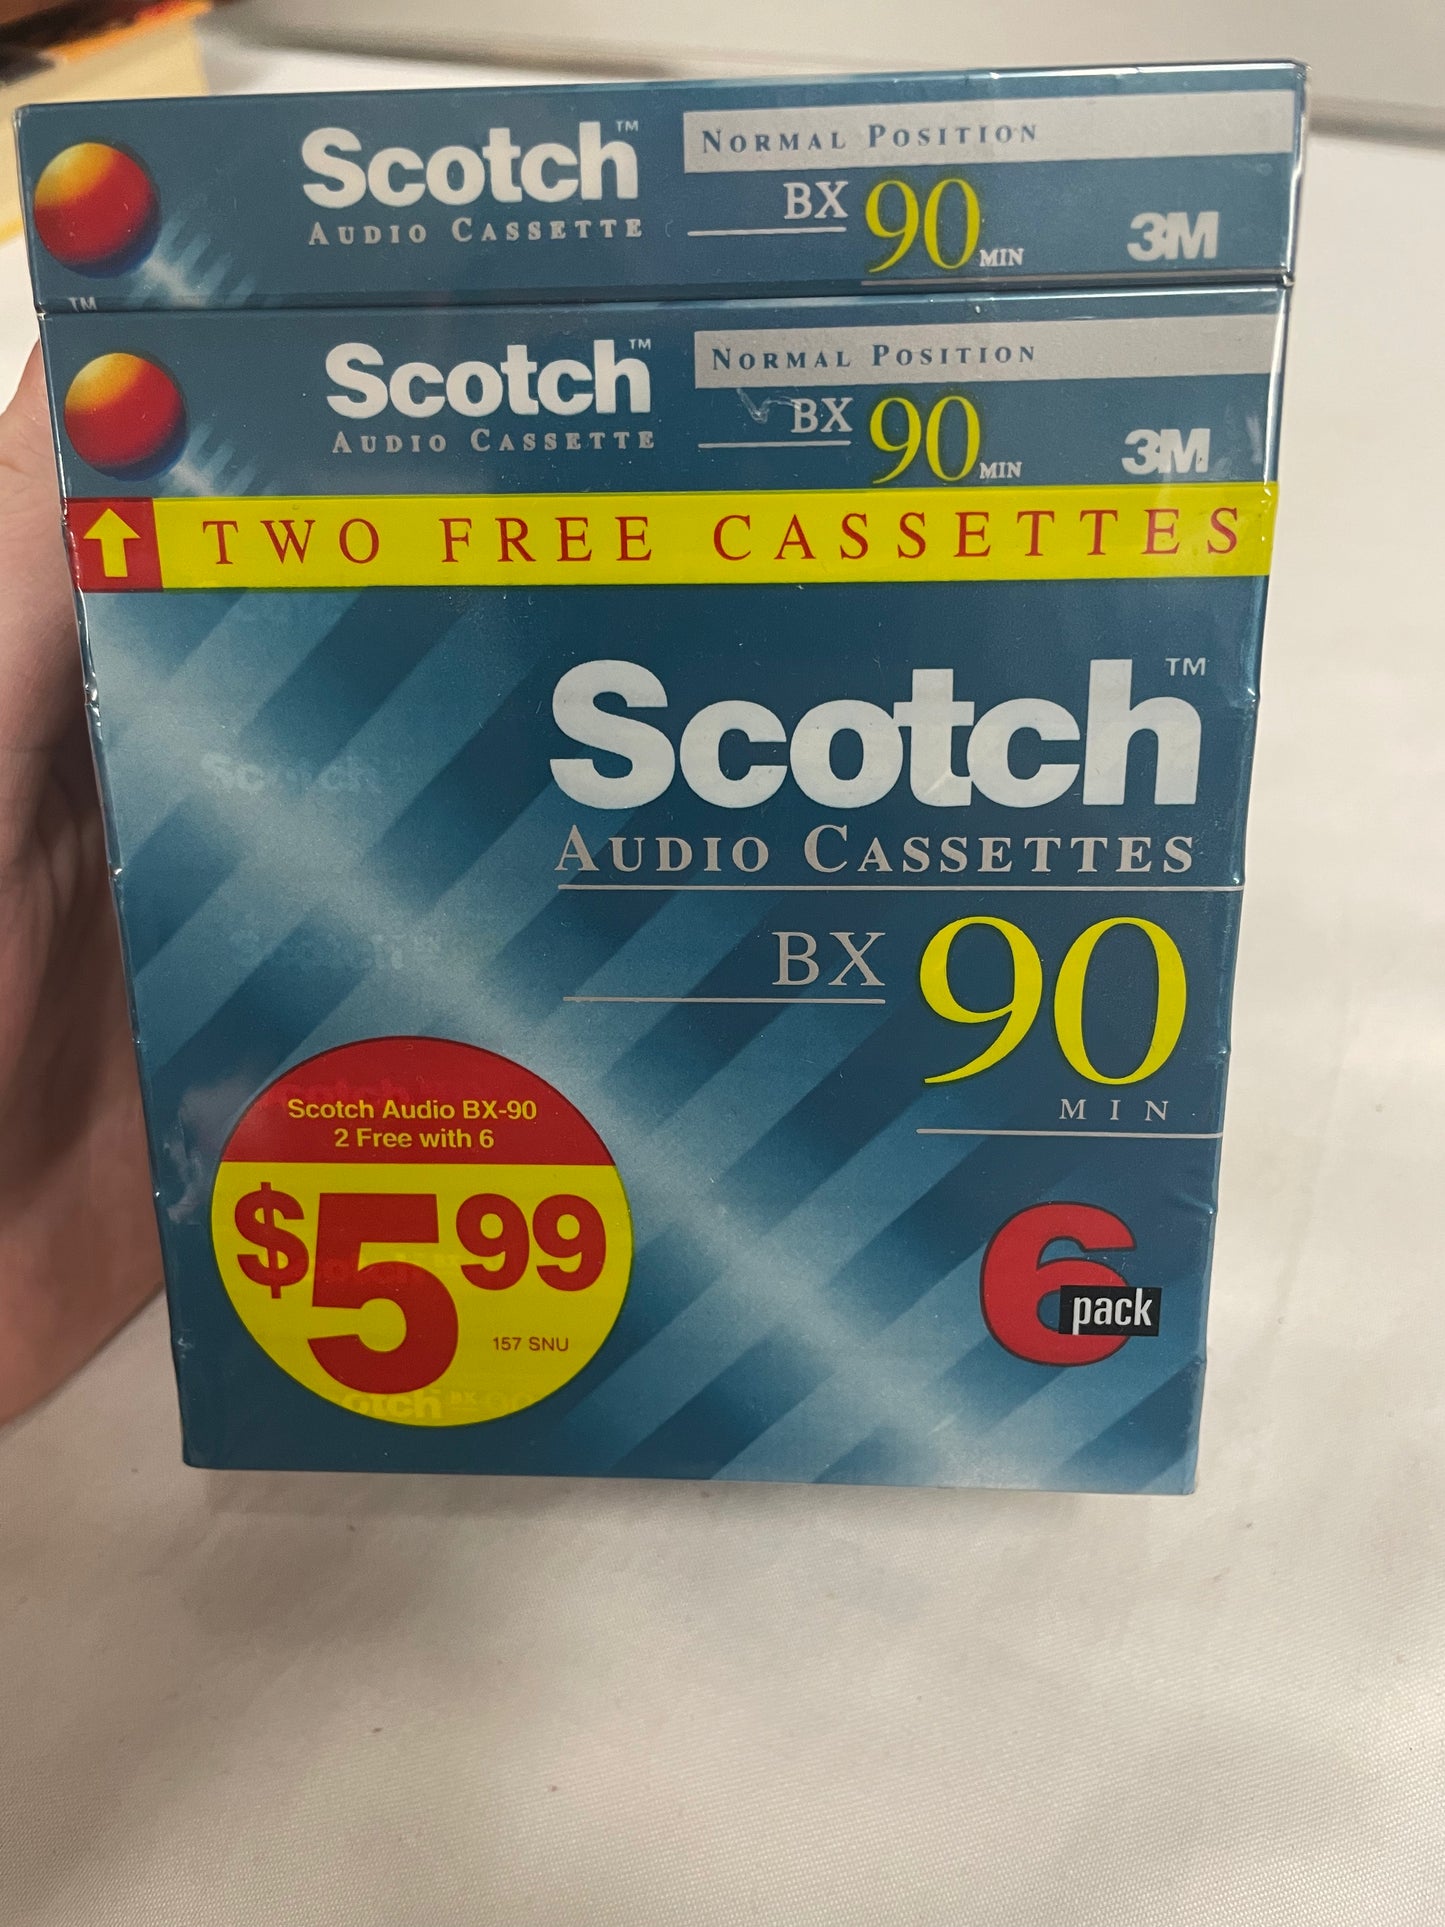 Scotch™
AUDIO CASSETTE
NORMAL POSITION
BX 90 MIN
3M
TM
Scotch™
AUDIO CASSETTE
NORMAL POSITION
BX 90 MIN
3M
TWO FREE CASSETTES
Scotch™
AUDIO CASSETTES
BX 90
MIN
Scotch Audio BX-90
2 Free with 6
$5.99
157 SNU
6
pack